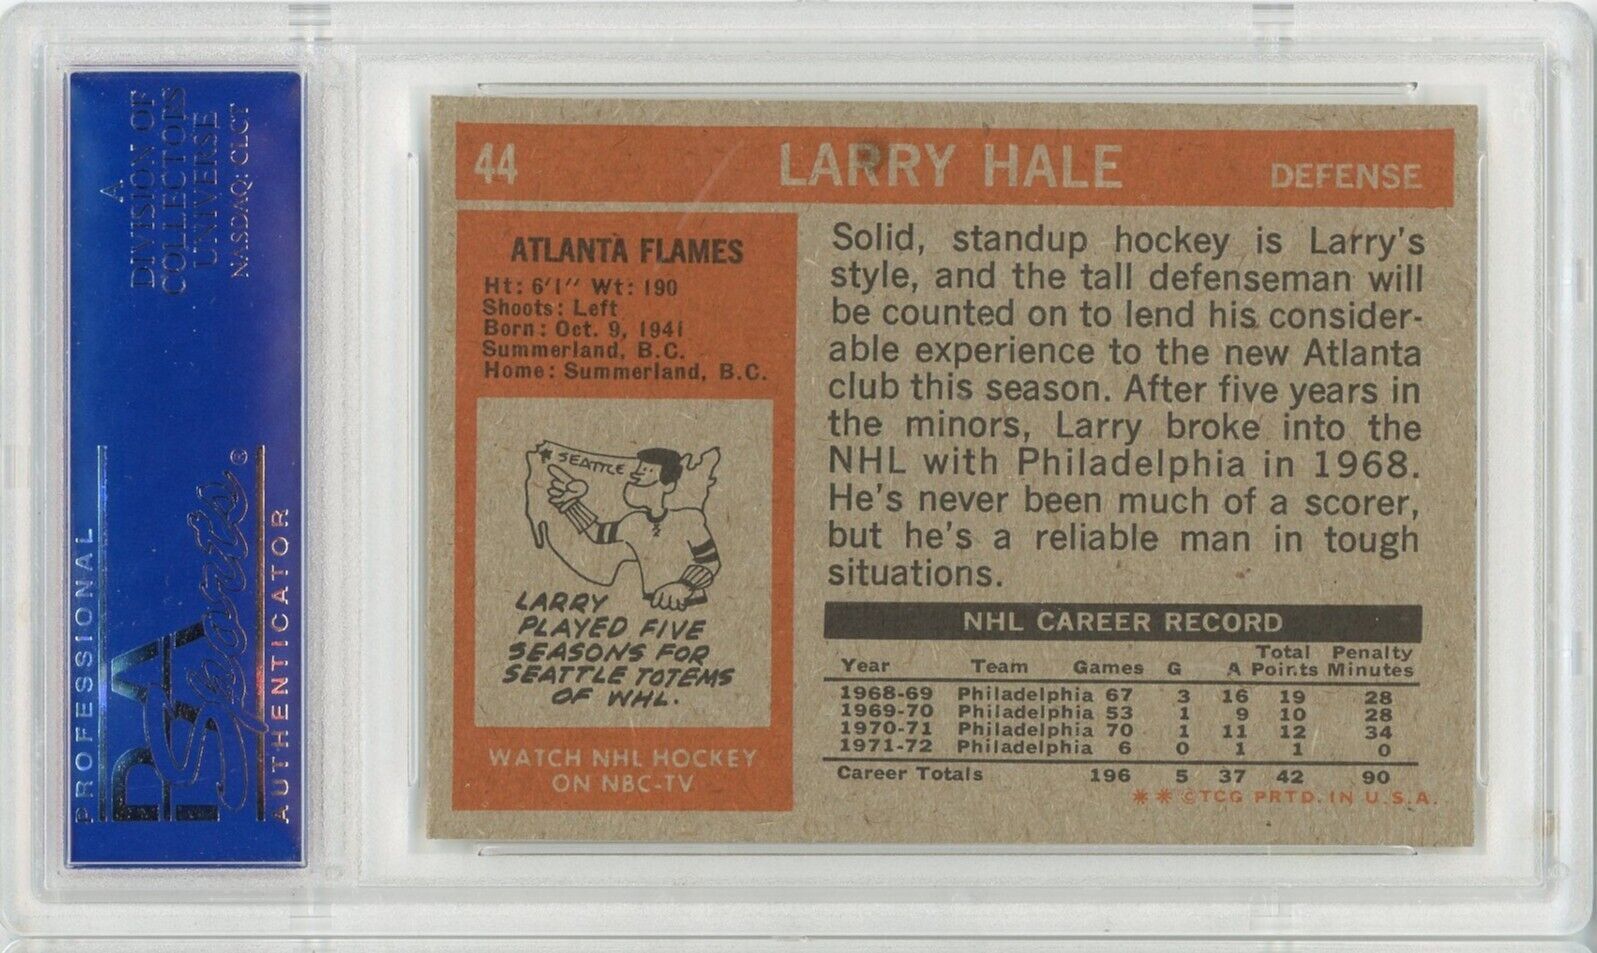 A
DIVISION OF
COLLECTORS
UNIVERSE
NASDAQ: CLCT
PROFESSIONAL
PSA
Sports ®
AUTHENTICATOR
44 LARRY HALE DEFENSE
ATLANTA FLAMES
Ht: 6'1" Wt: 190
Shoots: Left
Born: Oct. 9, 1941
Summerland, B.C.
Home: Summerland, B.C.
* SEATTLE
LARRY
PLAYED FIVE
SEASONS FOR
SEATTLE TOTEMS
OF WHL.
WATCH NHL HOCKEY
ON NBC-TV
Solid, standup hockey is Larry's
style, and the tall defenseman will
be counted on to lend his consider-
able experience to the new Atlanta
club this season. After five years in
the minors, Larry broke into the
NHL with Philadelphia in 1968.
He's never been much of a scorer,
but he's a reliable man in tough
situations.
NHL CAREER RECORD
Year Team Games G A Total Points Penalty Minutes
1968-69 Philadelphia 67 3 16 19 28
1969-70 Philadelphia 53 1 9 10 28
1970-71 Philadelphia 70 1 11 12 34
1971-72 Philadelphia 6 0 1 1 0
Career Totals 196 5 37 42 90
* * © TCG PRTD. IN U.S.A.